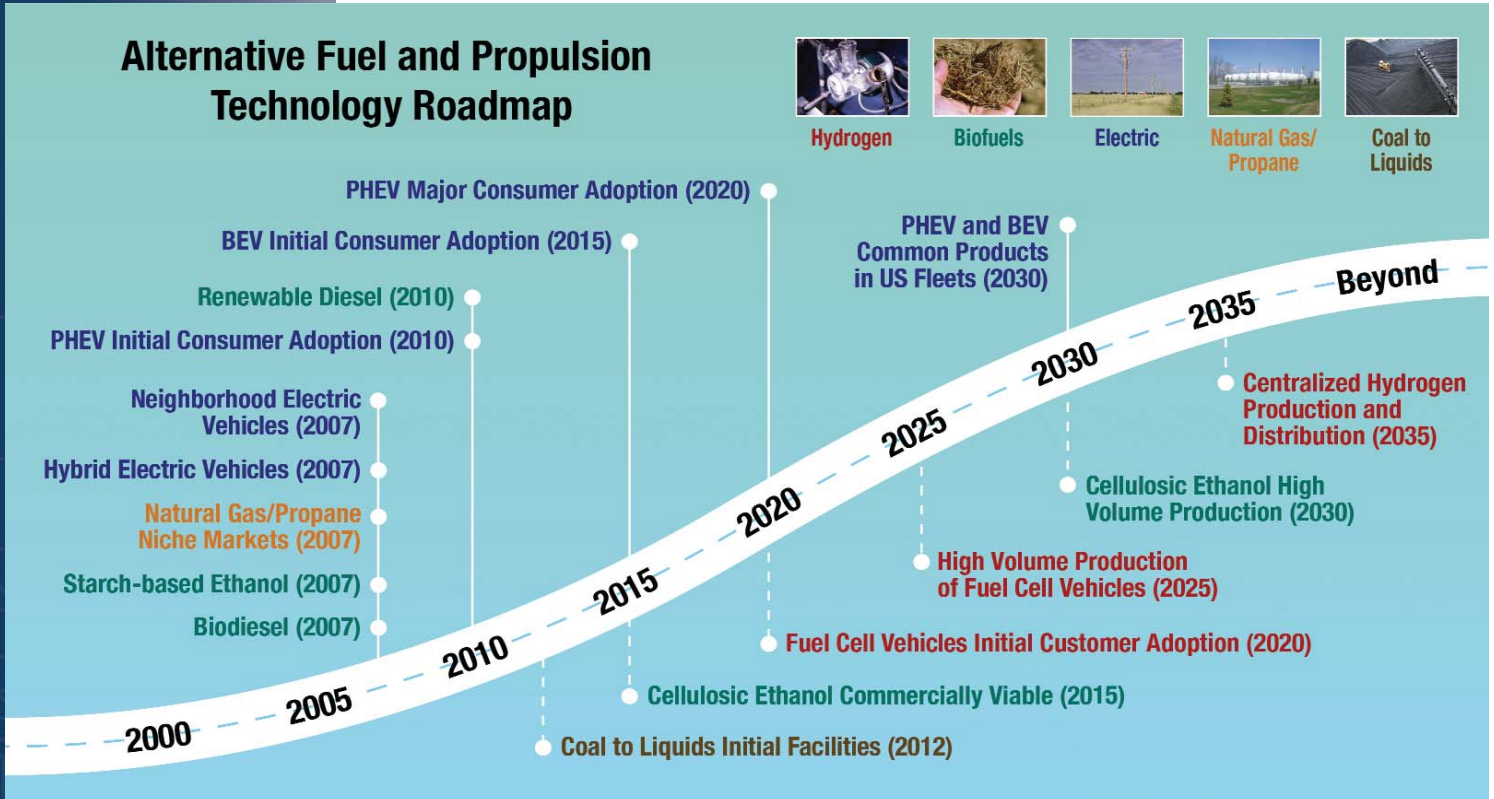 Alternative Fuel and Propulsion
Technology Roadmap
Hydrogen
Biofuels
Electric
Natural Gas/
Propane
Coal to
Liquids
PHEV Major Consumer Adoption (2020)
BEV Initial Consumer Adoption (2015)
Renewable Diesel (2010)
PHEV Initial Consumer Adoption (2010)
Neighborhood Electric
Vehicles (2007)
Hybrid Electric Vehicles (2007)
Natural Gas/Propane
Niche Markets (2007)
Starch-based Ethanol (2007)
Biodiesel (2007)
PHEV and BEV
Common Products
in US Fleets (2030)
2000
2005
2010
2015
2020
2025
2030
2035
Beyond
Centralized Hydrogen
Production and
Distribution (2035)
Cellulosic Ethanol High
Volume Production (2030)
High Volume Production
of Fuel Cell Vehicles (2025)
Fuel Cell Vehicles Initial Customer Adoption (2020)
Cellulosic Ethanol Commercially Viable (2015)
Coal to Liquids Initial Facilities (2012)